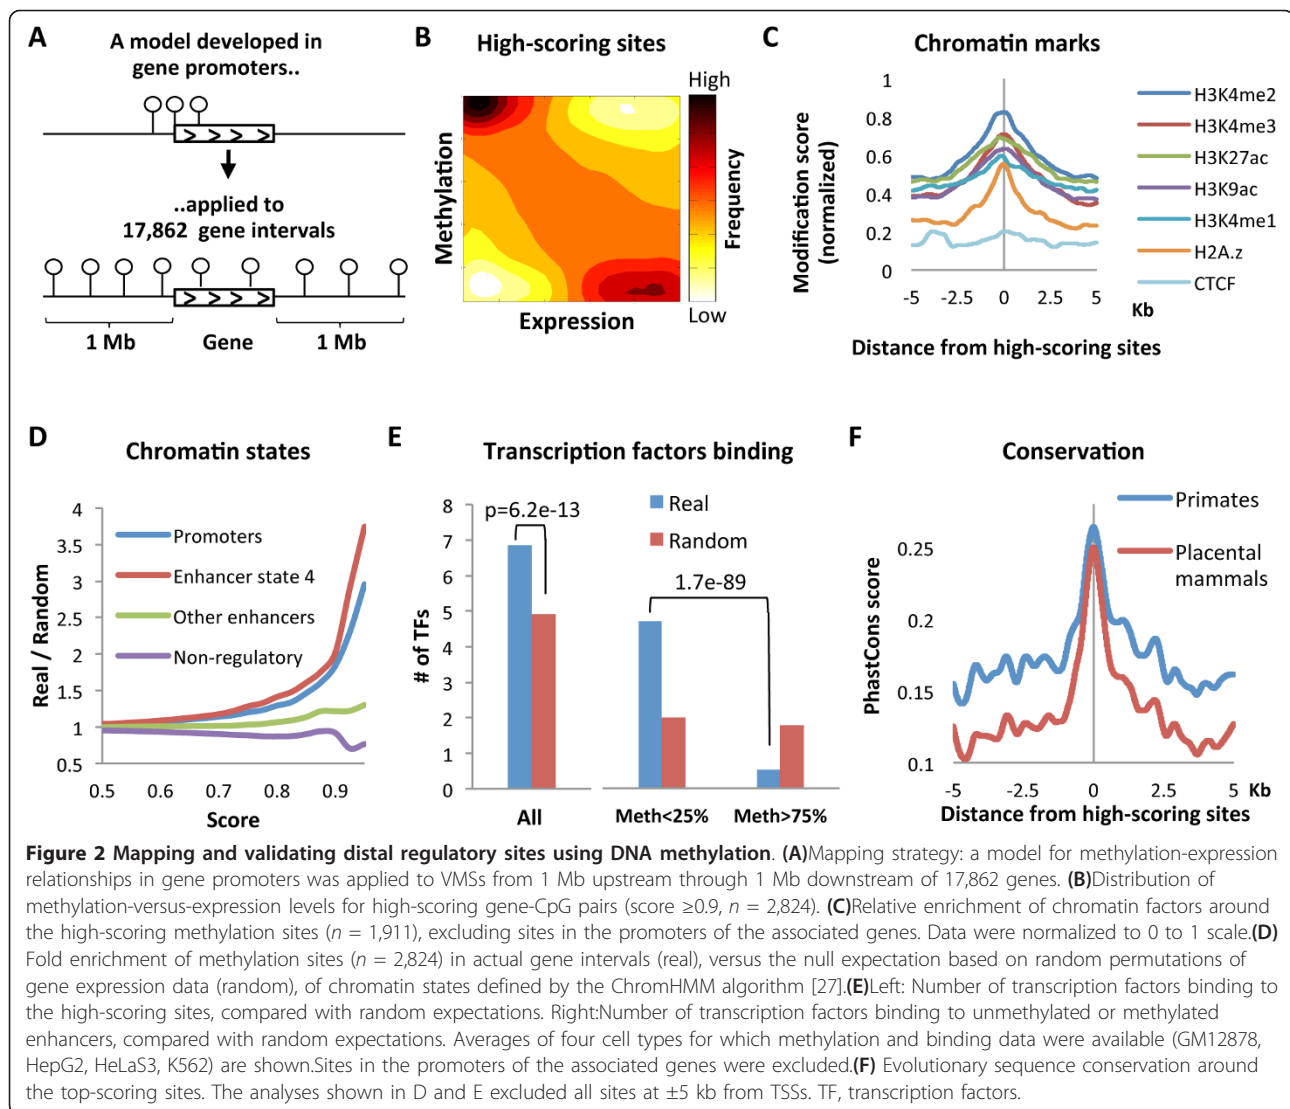 A
A model developed in
gene promoters..
..applied to
17,862 gene intervals
1 Mb
Gene
1 Mb
B
High-scoring sites
Methylation
Expression
High
Frequency
Low
C
Chromatin marks
Modification score
(normalized)
1
0.8
0.6
0.4
0.2
0
-5
-2.5
0
2.5
5
Kb
Distance from high-scoring sites
H3K4me2
H3K4me3
H3K27ac
H3K9ac
H3K4me1
H2A.z
CTCF
D
Chromatin states
Real / Random
4
3.5
3
2.5
2
1.5
1
0.5
Promoters
Enhancer state 4
Other enhancers
Non-regulatory
0.5
0.6
0.7
0.8
0.9
Score
E
Transcription factors binding
# of TFs
8
7
6
5
4
3
2
1
0
p=6.2e-13
Real
Random
1.7e-89
All
Meth<25%
Meth>75%
F
Conservation
PhastCons score
Primates
Placental
mammals
0.25
0.2
0.15
0.1
-5
-2.5
0
2.5
5
Kb
Distance from high-scoring sites
Figure 2 Mapping and validating distal regulatory sites using DNA methylation. (A)Mapping strategy: a model for methylation-expression
relationships in gene promoters was applied to VMSs from 1 Mb upstream through 1 Mb downstream of 17,862 genes. (B)Distribution of
methylation-versus-expression levels for high-scoring gene-CpG pairs (score ≥0.9, n = 2,824). (C)Relative enrichment of chromatin factors around
the high-scoring methylation sites (n = 1,911), excluding sites in the promoters of the associated genes. Data were normalized to 0 to 1 scale.(D)
Fold enrichment of methylation sites (n = 2,824) in actual gene intervals (real), versus the null expectation based on random permutations of
gene expression data (random), of chromatin states defined by the ChromHMM algorithm [27].(E)Left: Number of transcription factors binding to
the high-scoring sites, compared with random expectations. Right:Number of transcription factors binding to unmethylated or methylated
enhancers, compared with random expectations. Averages of four cell types for which methylation and binding data were available (GM12878,
HepG2, HeLaS3, K562) are shown.Sites in the promoters of the associated genes were excluded.(F) Evolutionary sequence conservation around
the top-scoring sites. The analyses shown in D and E excluded all sites at ±5 kb from TSSs. TF, transcription factors.